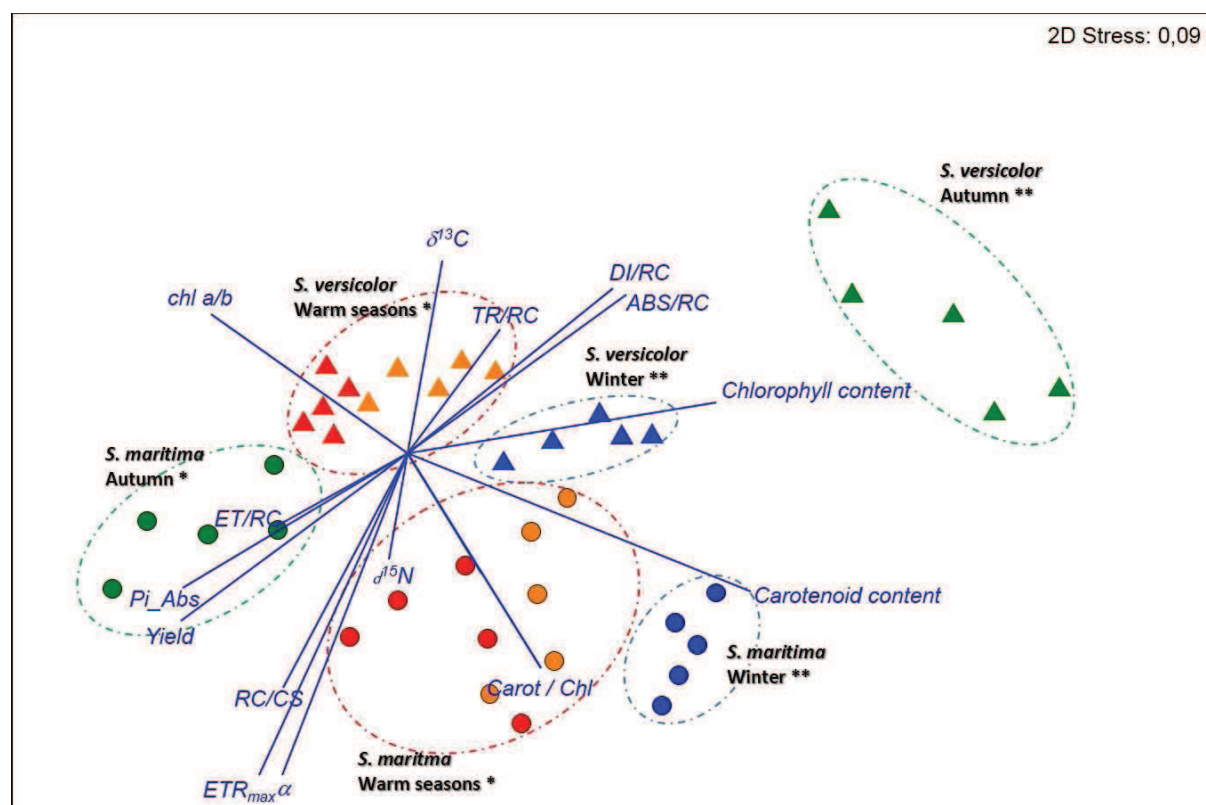 2D Stress: 0,09
S. versicolor
Autumn **
δ13C
S. versicolor
Warm seasons *
chl a/b
DI/RC
ABS/RC
TR/RC
S. versicolor
Winter **
Chlorophyll content
S. maritima
Autumn *
ET/RC
d15N
Pi_Abs
Yield
Carotenoid content
S. maritima
Winter **
RC/CS
Carot / Chl
S. maritma
Warm seasons *
ETRmax α